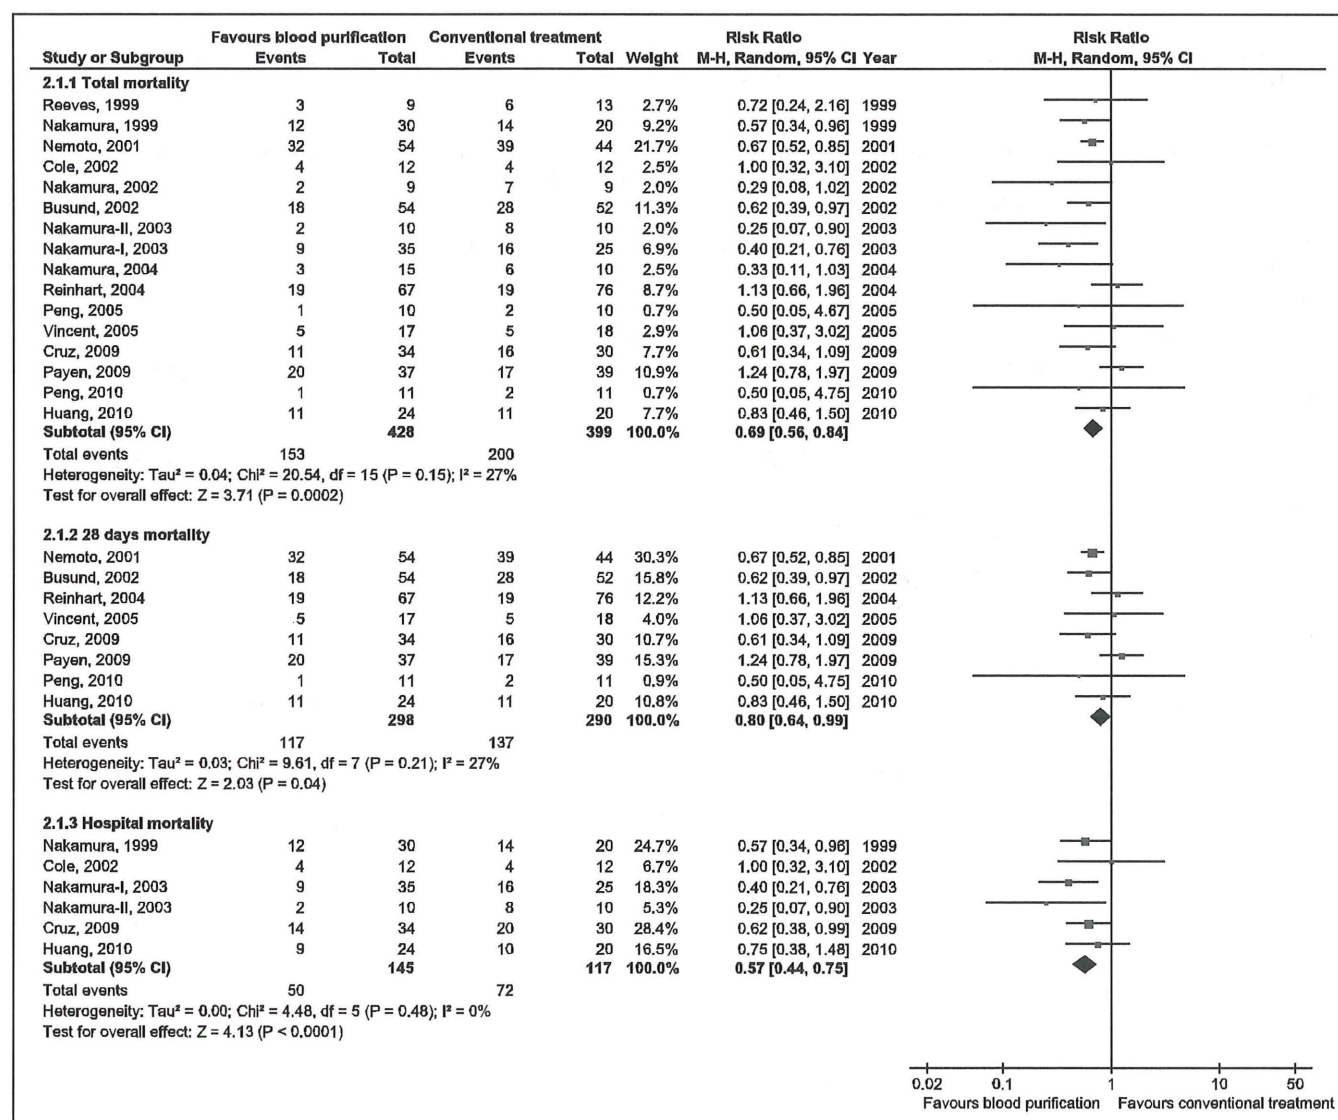 Favours blood purification Conventional treatment Risk Ratio Risk Ratio
Study or Subgroup Events Total Events Total Weight M-H, Random, 95% CI Year M-H, Random, 95% CI
2.1.1 Total mortality
Reeves, 1999 3 9 6 13 2.7% 0.72 [0.24, 2.16] 1999
Nakamura, 1999 12 30 14 20 9.2% 0.57 [0.34, 0.96] 1999
Nemoto, 2001 32 54 39 44 21.7% 0.67 [0.52, 0.85] 2001
Cole, 2002 4 12 4 12 2.5% 1.00 [0.32, 3.10] 2002
Nakamura, 2002 2 9 7 9 2.0% 0.29 [0.08, 1.02] 2002
Busund, 2002 18 54 28 52 11.3% 0.62 [0.39, 0.97] 2002
Nakamura-II, 2003 2 10 8 10 2.0% 0.25 [0.07, 0.90] 2003
Nakamura-I, 2003 9 35 16 25 6.9% 0.40 [0.21, 0.76] 2003
Nakamura, 2004 3 15 6 10 2.5% 0.33 [0.11, 1.03] 2004
Reinhart, 2004 19 67 19 76 8.7% 1.13 [0.66, 1.96] 2004
Peng, 2005 1 10 2 10 0.7% 0.50 [0.05, 4.67] 2005
Vincent, 2005 5 17 5 18 2.9% 1.06 [0.37, 3.02] 2005
Cruz, 2009 11 34 16 30 7.7% 0.61 [0.34, 1.09] 2009
Payen, 2009 20 37 17 39 10.9% 1.24 [0.78, 1.97] 2009
Peng, 2010 1 11 2 11 0.7% 0.50 [0.05, 4.75] 2010
Huang, 2010 11 24 11 20 7.7% 0.83 [0.46, 1.50] 2010
Subtotal (95% CI) 428 399 100.0% 0.69 [0.56, 0.84]
Total events 153 200
Heterogeneity: Tau² = 0.04; Chi² = 20.54, df = 15 (P = 0.15); I² = 27%
Test for overall effect: Z = 3.71 (P = 0.0002)
2.1.2 28 days mortality
Nemoto, 2001 32 54 39 44 30.3% 0.67 [0.52, 0.85] 2001
Busund, 2002 18 54 28 52 15.8% 0.62 [0.39, 0.97] 2002
Reinhart, 2004 19 67 19 76 12.2% 1.13 [0.66, 1.96] 2004
Vincent, 2005 5 17 5 18 4.0% 1.06 [0.37, 3.02] 2005
Cruz, 2009 11 34 16 30 10.7% 0.61 [0.34, 1.09] 2009
Payen, 2009 20 37 17 39 15.3% 1.24 [0.78, 1.97] 2009
Peng, 2010 1 11 2 11 0.9% 0.50 [0.05, 4.75] 2010
Huang, 2010 11 24 11 20 10.8% 0.83 [0.46, 1.50] 2010
Subtotal (95% CI) 298 290 100.0% 0.80 [0.64, 0.99]
Total events 117 137
Heterogeneity: Tau² = 0.03; Chi² = 9.61, df = 7 (P = 0.21); I² = 27%
Test for overall effect: Z = 2.03 (P = 0.04)
2.1.3 Hospital mortality
Nakamura, 1999 12 30 14 20 24.7% 0.57 [0.34, 0.96] 1999
Cole, 2002 4 12 4 12 6.7% 1.00 [0.32, 3.10] 2002
Nakamura-I, 2003 9 35 16 25 18.3% 0.40 [0.21, 0.76] 2003
Nakamura-II, 2003 2 10 8 10 5.3% 0.25 [0.07, 0.90] 2003
Cruz, 2009 14 34 20 30 28.4% 0.62 [0.38, 0.99] 2009
Huang, 2010 9 24 10 20 16.5% 0.75 [0.38, 1.48] 2010
Subtotal (95% CI) 145 117 100.0% 0.57 [0.44, 0.75]
Total events 50 72
Heterogeneity: Tau² = 0.00; Chi² = 4.48, df = 5 (P = 0.48); I² = 0%
Test for overall effect: Z = 4.13 (P < 0.0001)
0.02 0.1 1 10 50
Favours blood purification Favours conventional treatment